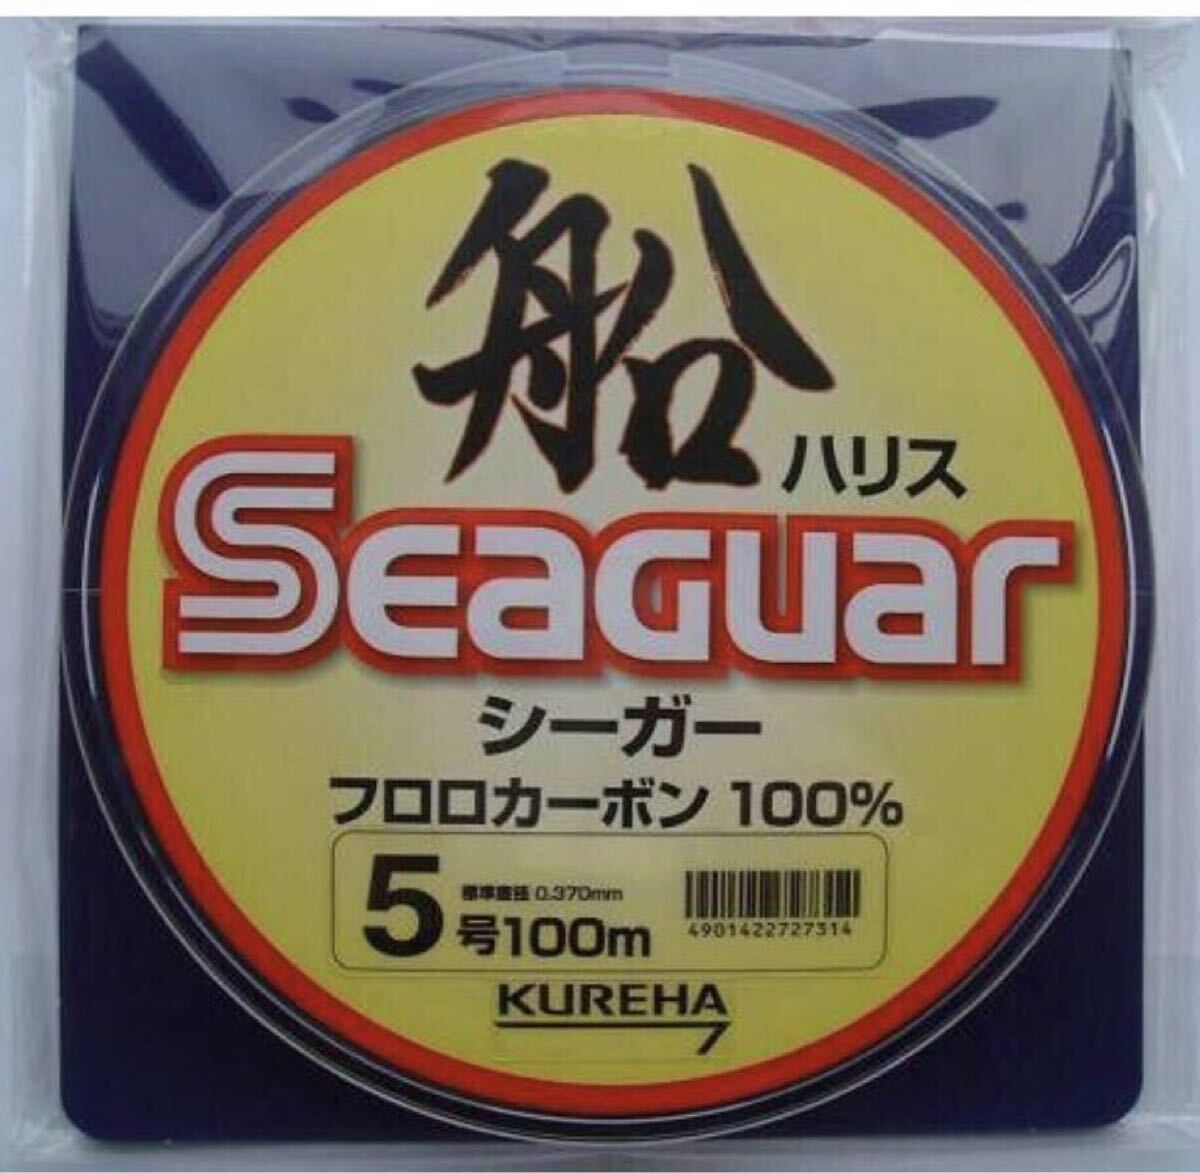 船
ハリス
Seaguar
シーガー
フロロカーボン 100%
5号100m
標準直径 0.370mm
4901422727314
KUREHA